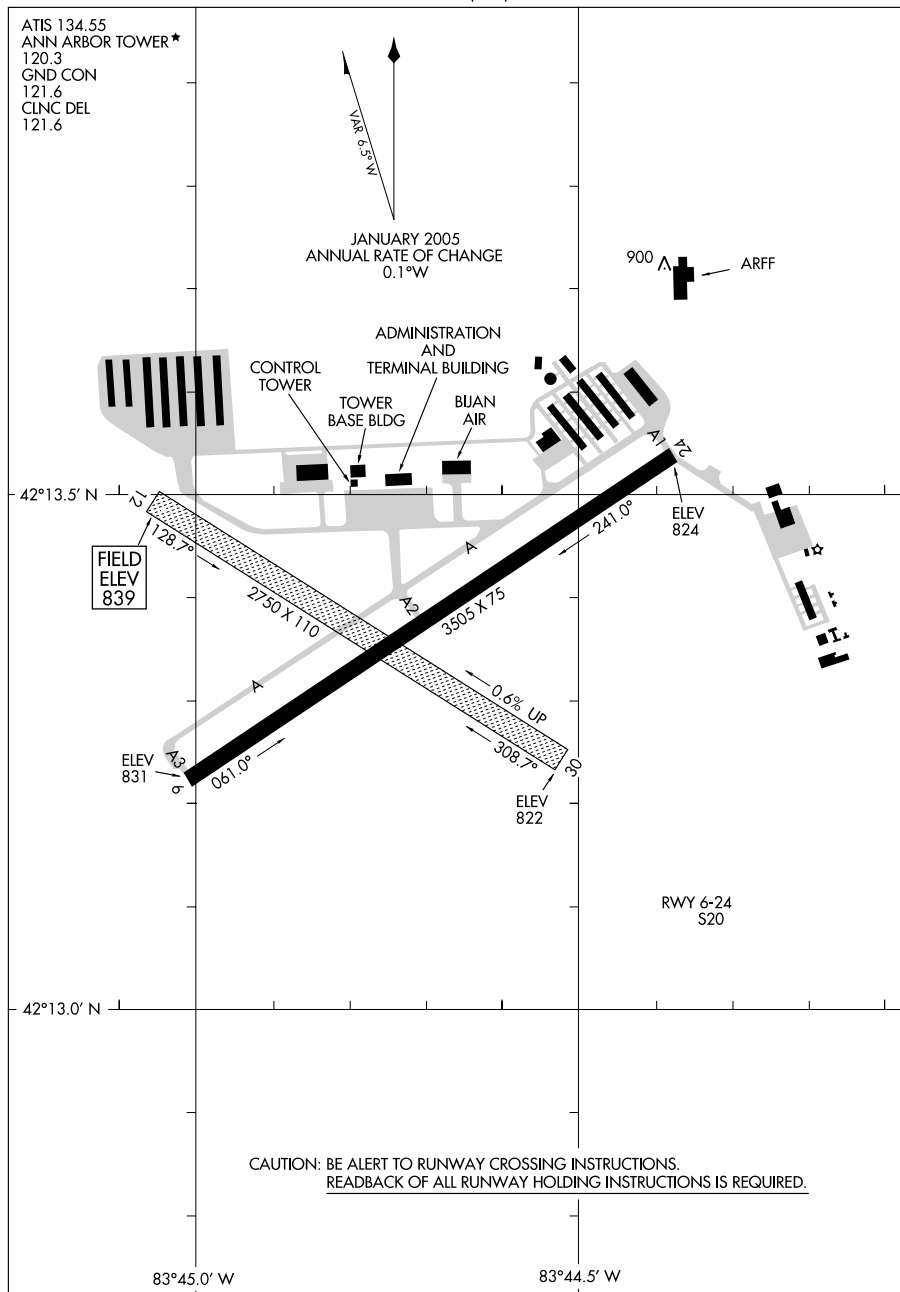 ATIS 134.55
ANN ARBOR TOWER★
120.3
GND CON
121.6
CLNC DEL
121.6
VAR 6.5° W
JANUARY 2005
ANNUAL RATE OF CHANGE
0.1°W
900
ARFF
ADMINISTRATION
AND
TERMINAL BUILDING
CONTROL
TOWER
TOWER
BASE BLDG
BIJAN
AIR
A1
24
42°13.5' N
12
ELEV
824
241.0°
FIELD
ELEV
839
128.7°
A
2750 X 110
A2
3505 X 75
A
0.6% UP
308.7°
30
ELEV
831
A3
6
061.0°
ELEV
822
RWY 6-24
S20
42°13.0' N
CAUTION: BE ALERT TO RUNWAY CROSSING INSTRUCTIONS.
READBACK OF ALL RUNWAY HOLDING INSTRUCTIONS IS REQUIRED.
83°45.0' W
83°44.5' W